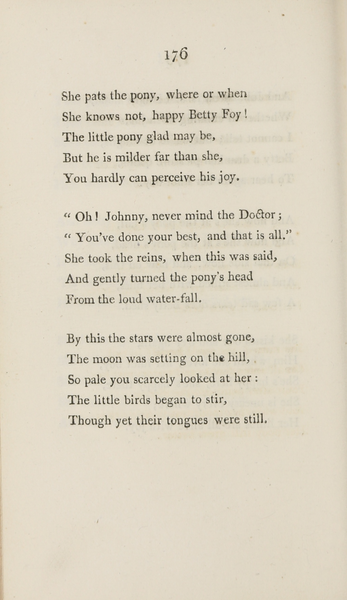 176
She pats the pony, where or when
She knows not, happy Betty Foy!
The little pony glad may be,
But he is milder far than she,
You hardly can perceive his joy.
“ Oh! Johnny, never mind the Doctor;
“ You've done your best, and that is all.”
She took the reins, when this was said,
And gently turned the pony's head
From the loud water-fall.
By this the stars were almost gone,
The moon was setting on the hill,
So pale you scarcely looked at her:
The little birds began to stir,
Though yet their tongues were still.